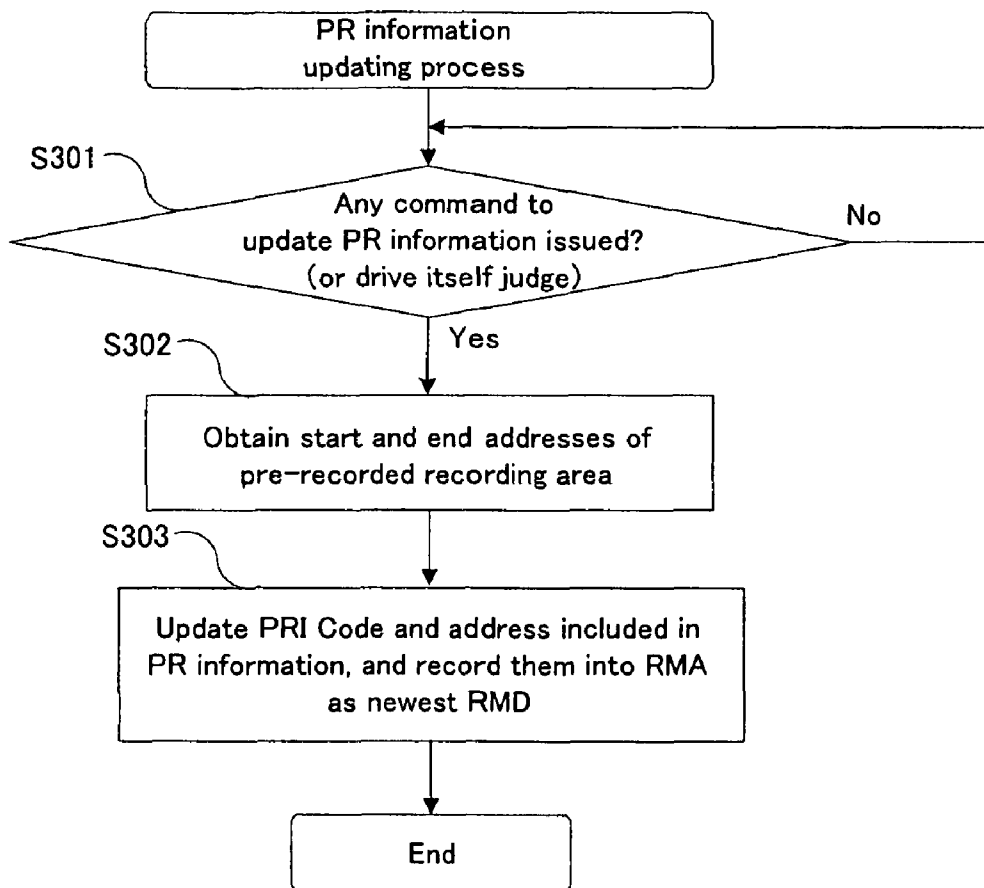 PR information
updating process
S301
Any command to
update PR information issued?
(or drive itself judge)
No
Yes
S302
Obtain start and end addresses of
pre-recorded recording area
S303
Update PRI Code and address included in
PR information, and record them into RMA
as newest RMD
End